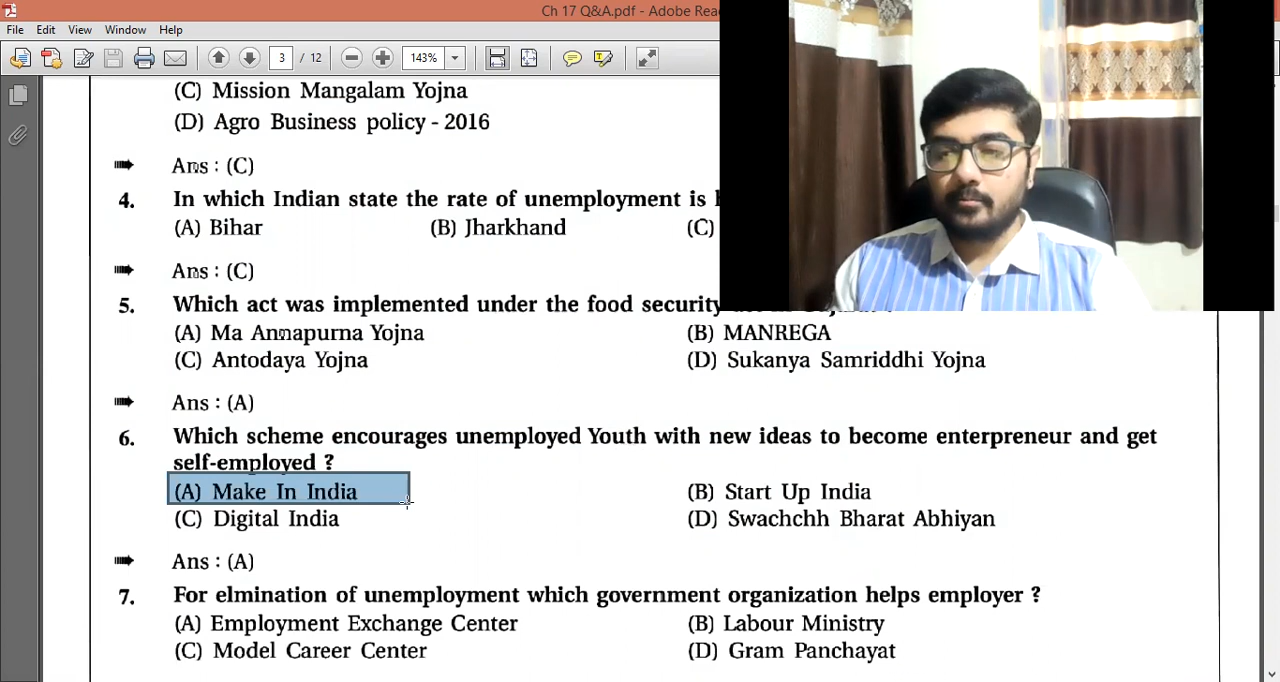 Ch 17 Q&A.pdf - Adobe Rea
File Edit View Window Help
3 / 12 143%
(C) Mission Mangalam Yojna
(D) Agro Business policy - 2016
Ans : (C)
4. In which Indian state the rate of unemployment is
(A) Bihar (B) Jharkhand (C)
Ans : (C)
5. Which act was implemented under the food security
(A) Ma Annapurna Yojna (B) MANREGA
(C) Antodaya Yojna (D) Sukanya Samriddhi Yojna
Ans : (A)
6. Which scheme encourages unemployed Youth with new ideas to become enterpreneur and get
self-employed ?
(A) Make In India (B) Start Up India
(C) Digital India (D) Swachchh Bharat Abhiyan
Ans : (A)
7. For elmination of unemployment which government organization helps employer ?
(A) Employment Exchange Center (B) Labour Ministry
(C) Model Career Center (D) Gram Panchayat